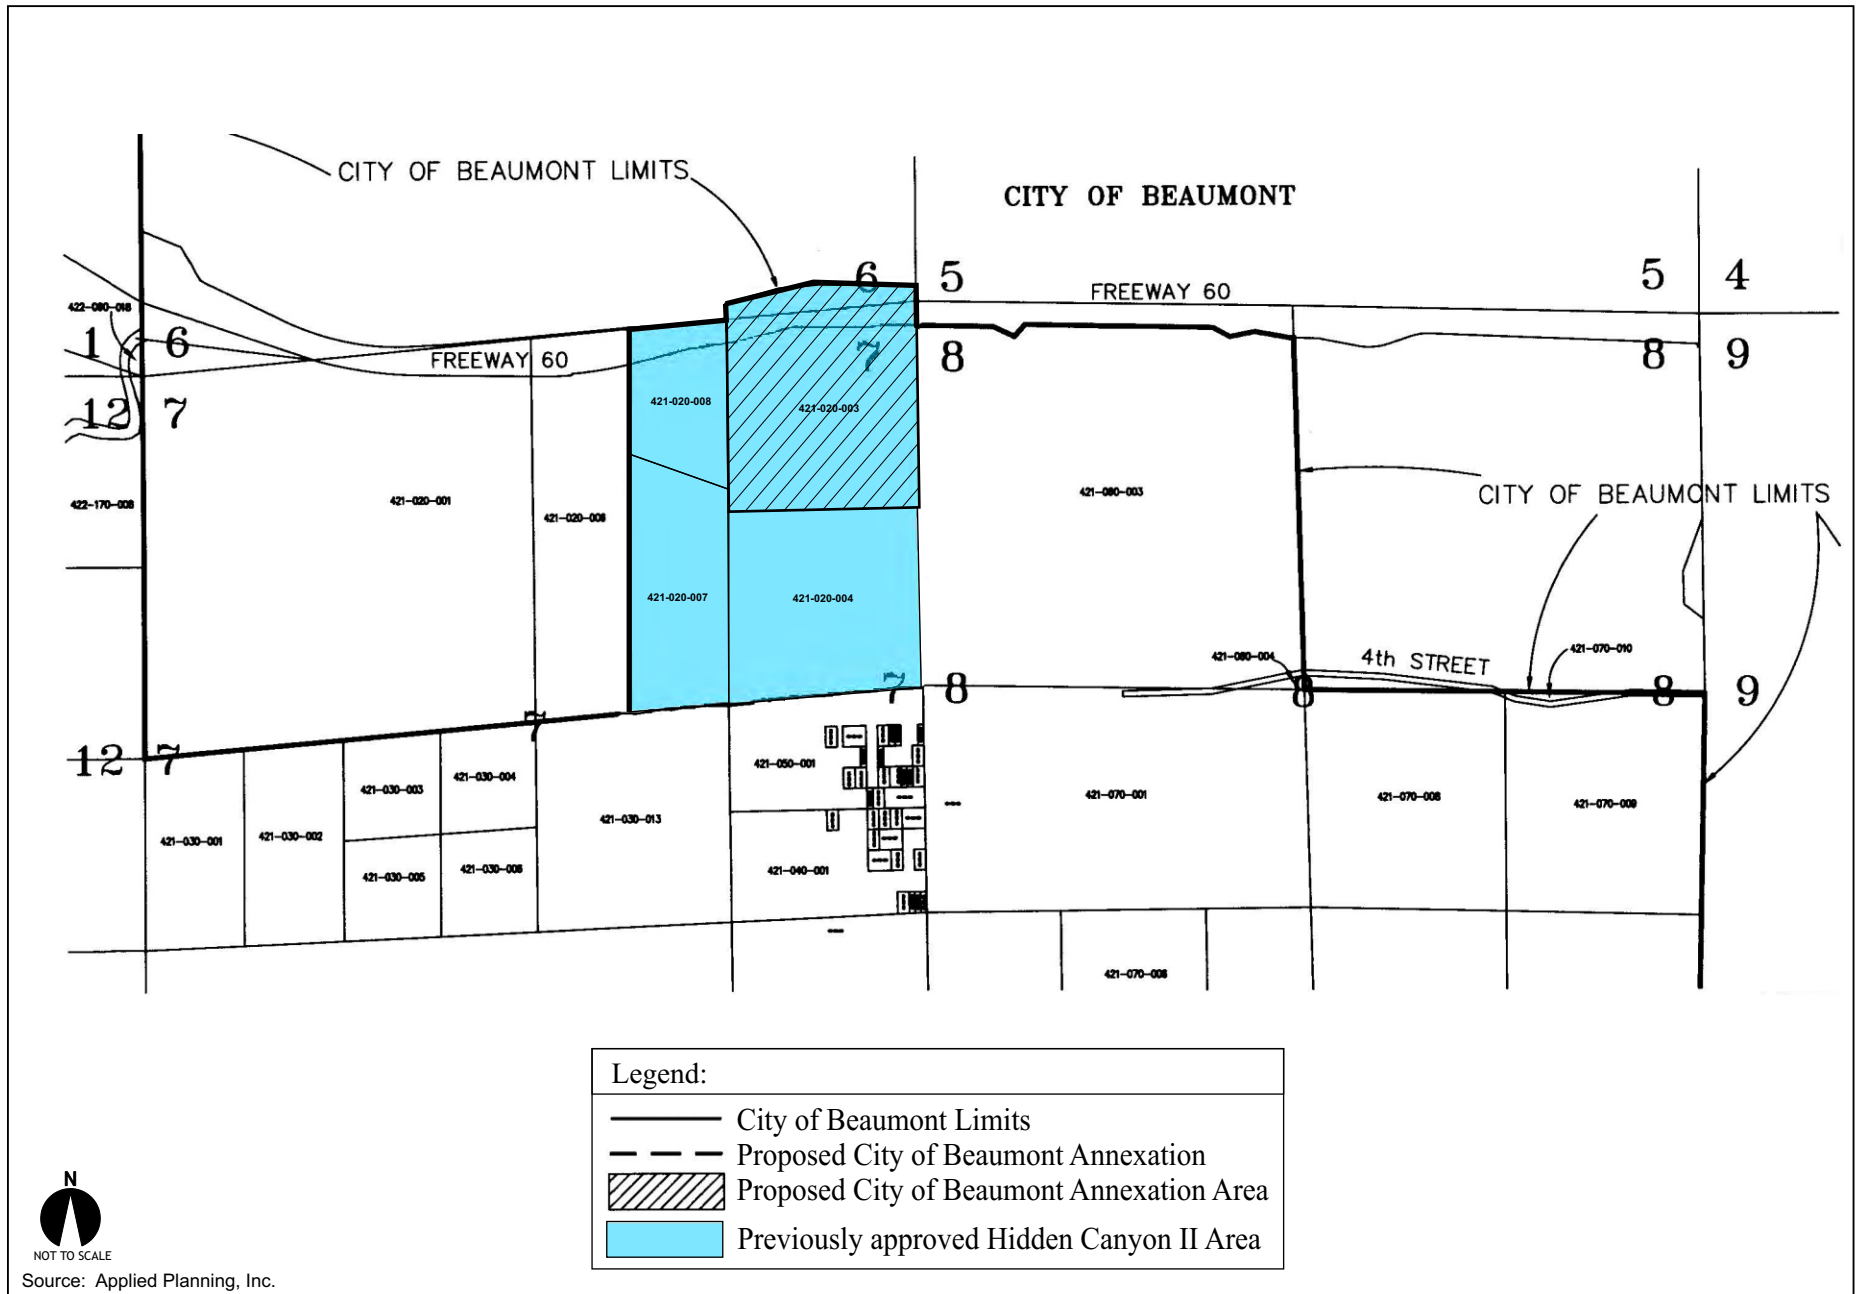 CITY OF BEAUMONT LIMITS
CITY OF BEAUMONT
6 5 5 4
FREEWAY 60
422-080-018
1 6
FREEWAY 60
7 8 8 9
12 7
421-020-008
421-020-003
422-170-008
421-020-001
421-020-006
421-080-003
CITY OF BEAUMONT LIMITS
421-020-007
421-020-004
421-080-004
4th STREET
421-070-010
7 8 8 8 9
7
12 7
421-030-003
421-030-004
421-050-001
421-070-001
421-070-008
421-070-009
421-030-001
421-030-002
421-030-013
421-030-005
421-030-006
421-040-001
421-070-006
Legend:
City of Beaumont Limits
Proposed City of Beaumont Annexation
Proposed City of Beaumont Annexation Area
Previously approved Hidden Canyon II Area
N
NOT TO SCALE
Source: Applied Planning, Inc.